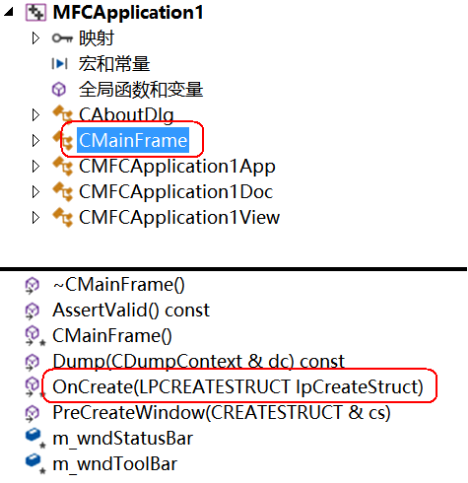 MFCApplication1
映射
宏和常量
全局函数和变量
CAboutDlg
CMainFrame
CMFCApplication1App
CMFCApplication1Doc
CMFCApplication1View
~CMainFrame()
AssertValid() const
CMainFrame()
Dump(CDumpContext & dc) const
OnCreate(LPCREATESTRUCT lpCreateStruct)
PreCreateWindow(CREATESTRUCT & cs)
m_wndStatusBar
m_wndToolBar